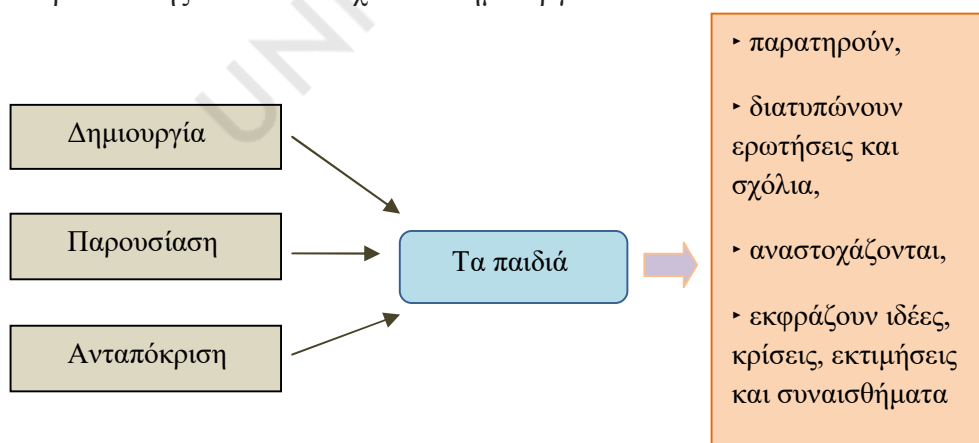 Δημιουργία
Παρουσίαση
Ανταπόκριση
Τα παιδιά
‣ παρατηρούν,
‣ διατυπώνουν
ερωτήσεις και
σχόλια,
‣ αναστοχάζονται,
‣ εκφράζουν ιδέες,
κρίσεις, εκτιμήσεις
και συναισθήματα